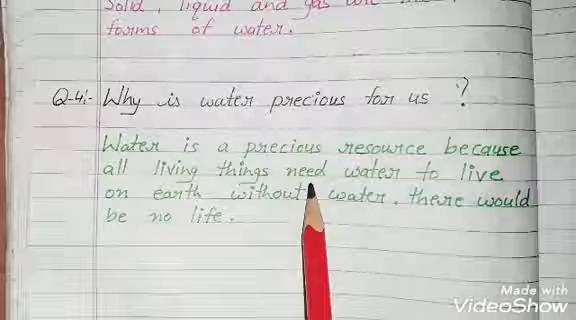 Solid, liquid and gas are the
forms of water.
Q-4:- Why is water precious for us ?
Water is a precious resource because
all living things need water to live
on earth without water. there would
be no life.
Made with
VideoShow